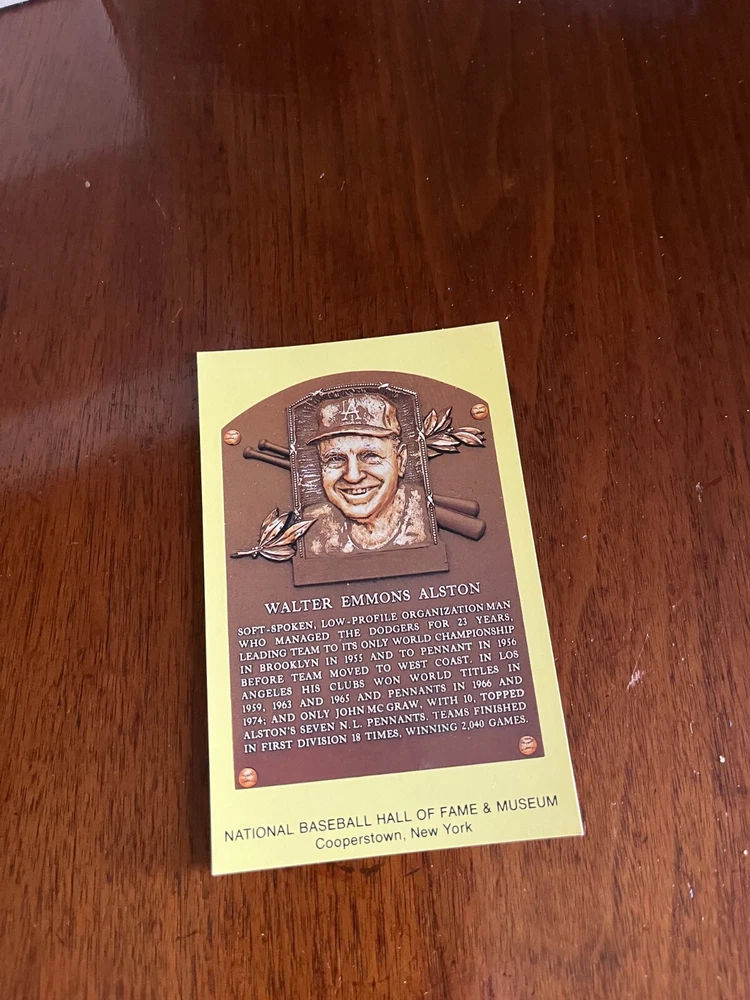 LA
WALTER EMMONS ALSTON
SOFT-SPOKEN, LOW-PROFILE ORGANIZATION MAN
WHO MANAGED THE DODGERS FOR 23 YEARS,
LEADING TEAM TO ITS ONLY WORLD CHAMPIONSHIP
IN BROOKLYN IN 1955 AND TO PENNANT IN 1956
BEFORE TEAM MOVED TO WEST COAST. IN LOS
ANGELES HIS CLUBS WON WORLD TITLES IN
1959, 1963 AND 1965 AND PENNANTS IN 1966 AND
1974; AND ONLY JOHN MC GRAW, WITH 10, TOPPED
ALSTON'S SEVEN N. L. PENNANTS. TEAMS FINISHED
IN FIRST DIVISION 18 TIMES, WINNING 2,040 GAMES.
NATIONAL BASEBALL HALL OF FAME & MUSEUM
Cooperstown, New York